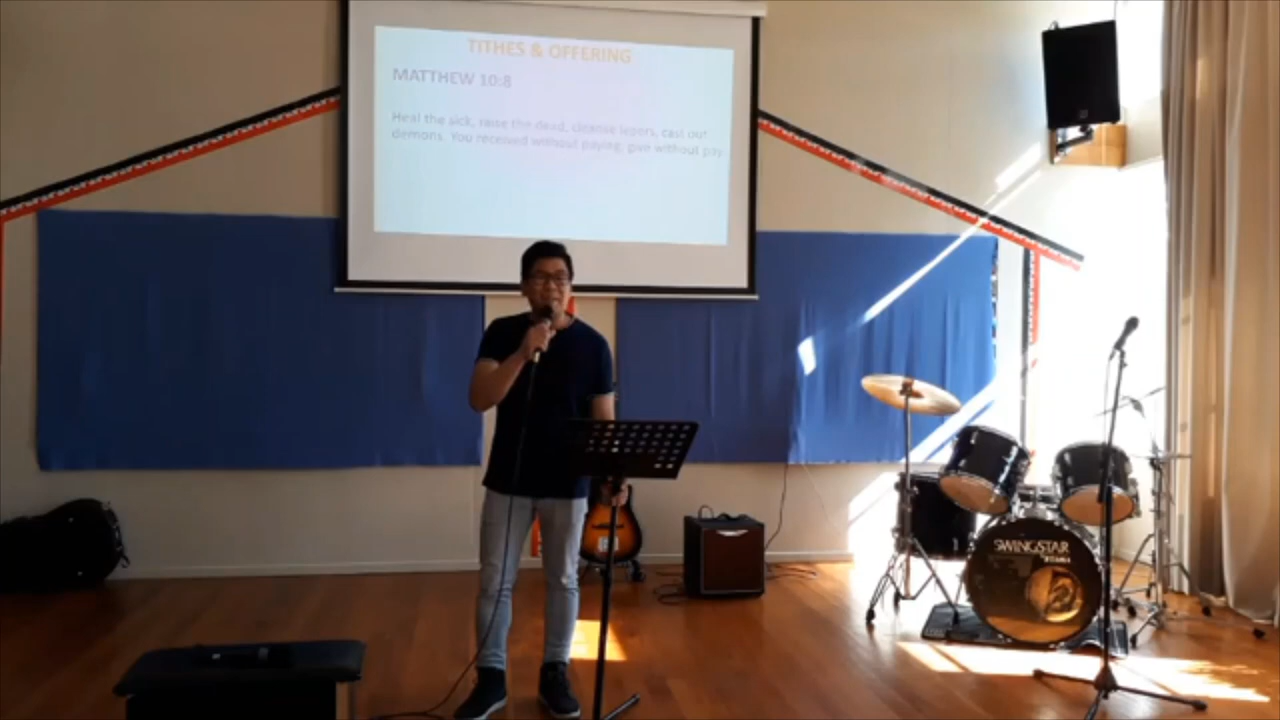 TITHES & OFFERING
MATTHEW 10:8
Heal the sick, raise the dead, cleanse lepers, cast out
demons. You received without paying, give without pay.
SWINGSTAR
TAMA